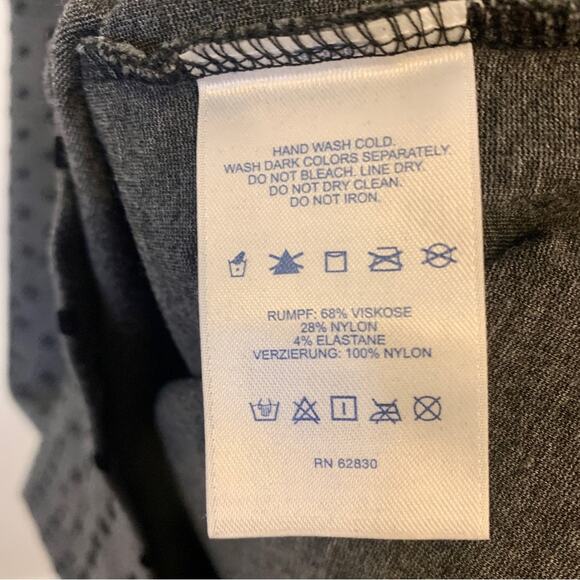 HAND WASH COLD.
WASH DARK COLORS SEPARATELY.
DO NOT BLEACH. LINE DRY.
DO NOT DRY CLEAN.
DO NOT IRON.
RUMPF: 68% VISKOSE
28% NYLON
4% ELASTANE
VERZIERUNG: 100% NYLON
RN 62830